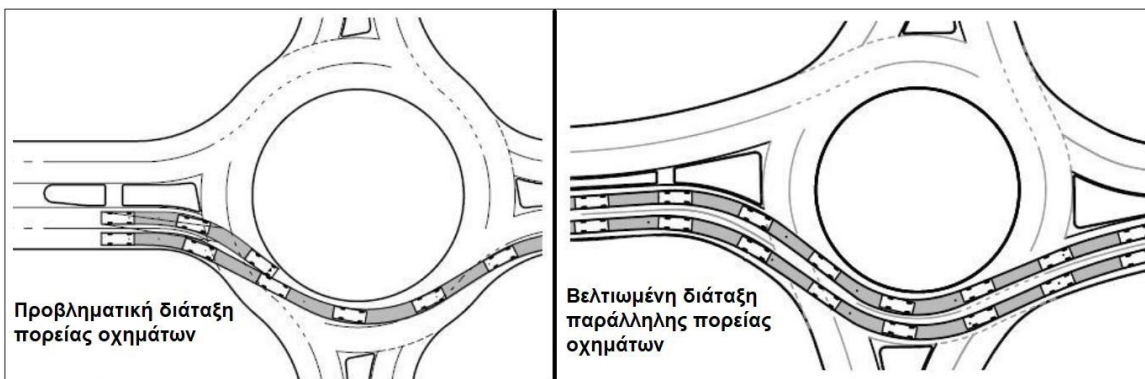 Προβληματική διάταξη
πορείας οχημάτων
Βελτιωμένη διάταξη
παράλληλης πορείας
οχημάτων